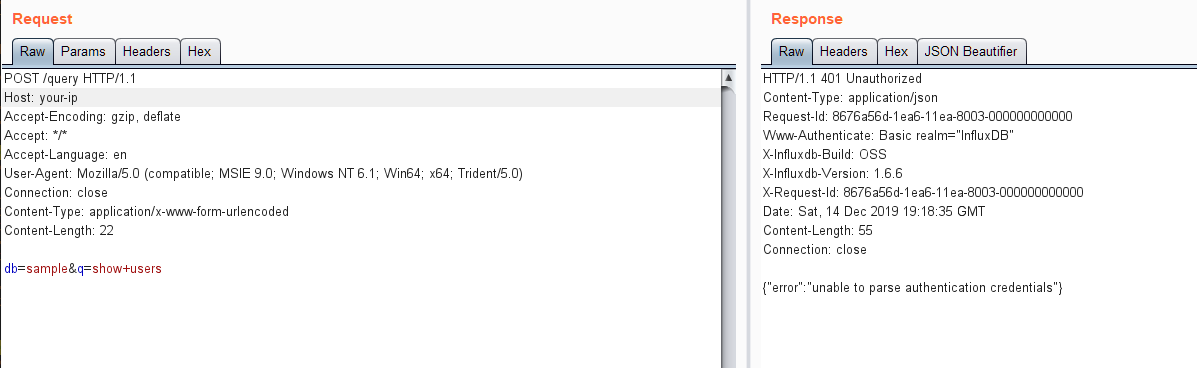 Request
Raw Params Headers Hex
POST /query HTTP/1.1
Host: your-ip
Accept-Encoding: gzip, deflate
Accept: */*
Accept-Language: en
User-Agent: Mozilla/5.0 (compatible; MSIE 9.0; Windows NT 6.1; Win64; x64; Trident/5.0)
Connection: close
Content-Type: application/x-www-form-urlencoded
Content-Length: 22
db=sample&q=show+users
Response
Raw Headers Hex JSON Beautifier
HTTP/1.1 401 Unauthorized
Content-Type: application/json
Request-Id: 8676a56d-1ea6-11ea-8003-000000000000
Www-Authenticate: Basic realm="InfluxDB"
X-Influxdb-Build: OSS
X-Influxdb-Version: 1.6.6
X-Request-Id: 8676a56d-1ea6-11ea-8003-000000000000
Date: Sat, 14 Dec 2019 19:18:35 GMT
Content-Length: 55
Connection: close
{"error":"unable to parse authentication credentials"}